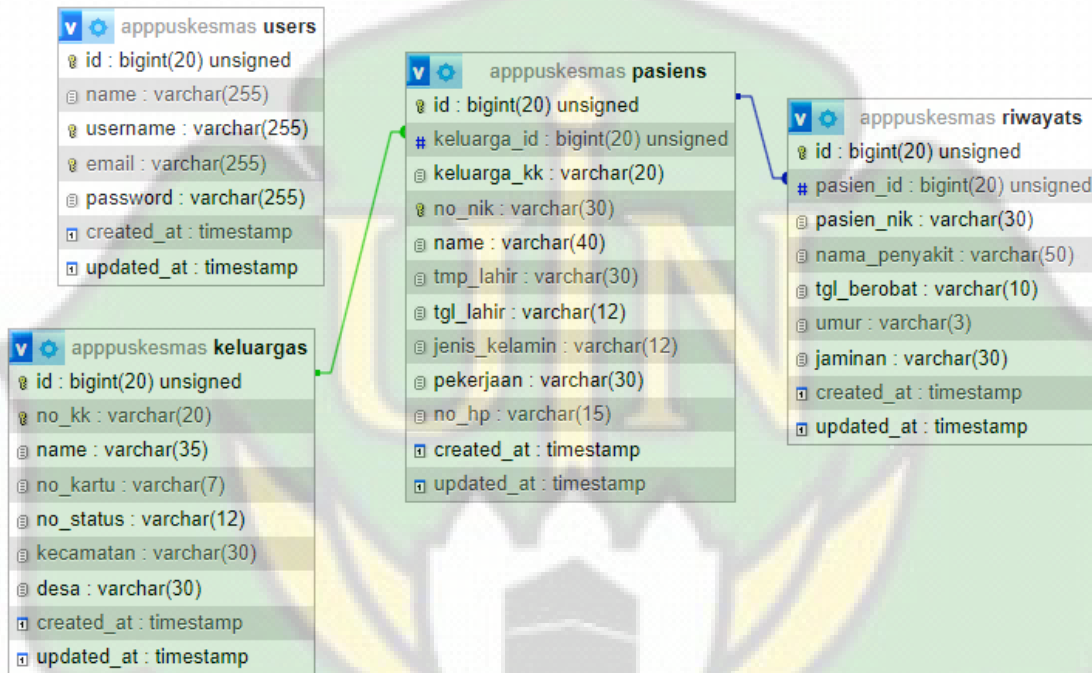 apppuskesmas users
id : bigint(20) unsigned
name : varchar(255)
username : varchar(255)
email : varchar(255)
password : varchar(255)
created_at : timestamp
updated_at : timestamp
apppuskesmas keluargas
id : bigint(20) unsigned
no_kk : varchar(20)
name : varchar(35)
no_kartu : varchar(7)
no_status : varchar(12)
kecamatan : varchar(30)
desa : varchar(30)
created_at : timestamp
updated_at : timestamp
apppuskesmas pasiens
id : bigint(20) unsigned
# keluarga_id : bigint(20) unsigned
keluarga_kk : varchar(20)
no_nik : varchar(30)
name : varchar(40)
tmp_lahir : varchar(30)
tgl_lahir : varchar(12)
jenis_kelamin : varchar(12)
pekerjaan : varchar(30)
no_hp : varchar(15)
created_at : timestamp
updated_at : timestamp
apppuskesmas riwayats
id : bigint(20) unsigned
# pasien_id : bigint(20) unsigned
pasien_nik : varchar(30)
nama_penyakit : varchar(50)
tgl_berobat : varchar(10)
umur : varchar(3)
jaminan : varchar(30)
created_at : timestamp
updated_at : timestamp
UIN